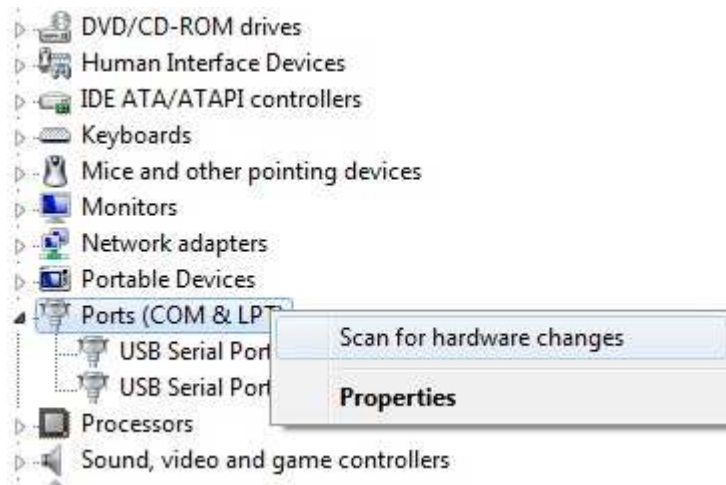 DVD/CD-ROM drives
Human Interface Devices
IDE ATA/ATAPI controllers
Keyboards
Mice and other pointing devices
Monitors
Network adapters
Portable Devices
Ports (COM & LPT)
Scan for hardware changes
USB Serial Port
USB Serial Port
Properties
Processors
Sound, video and game controllers